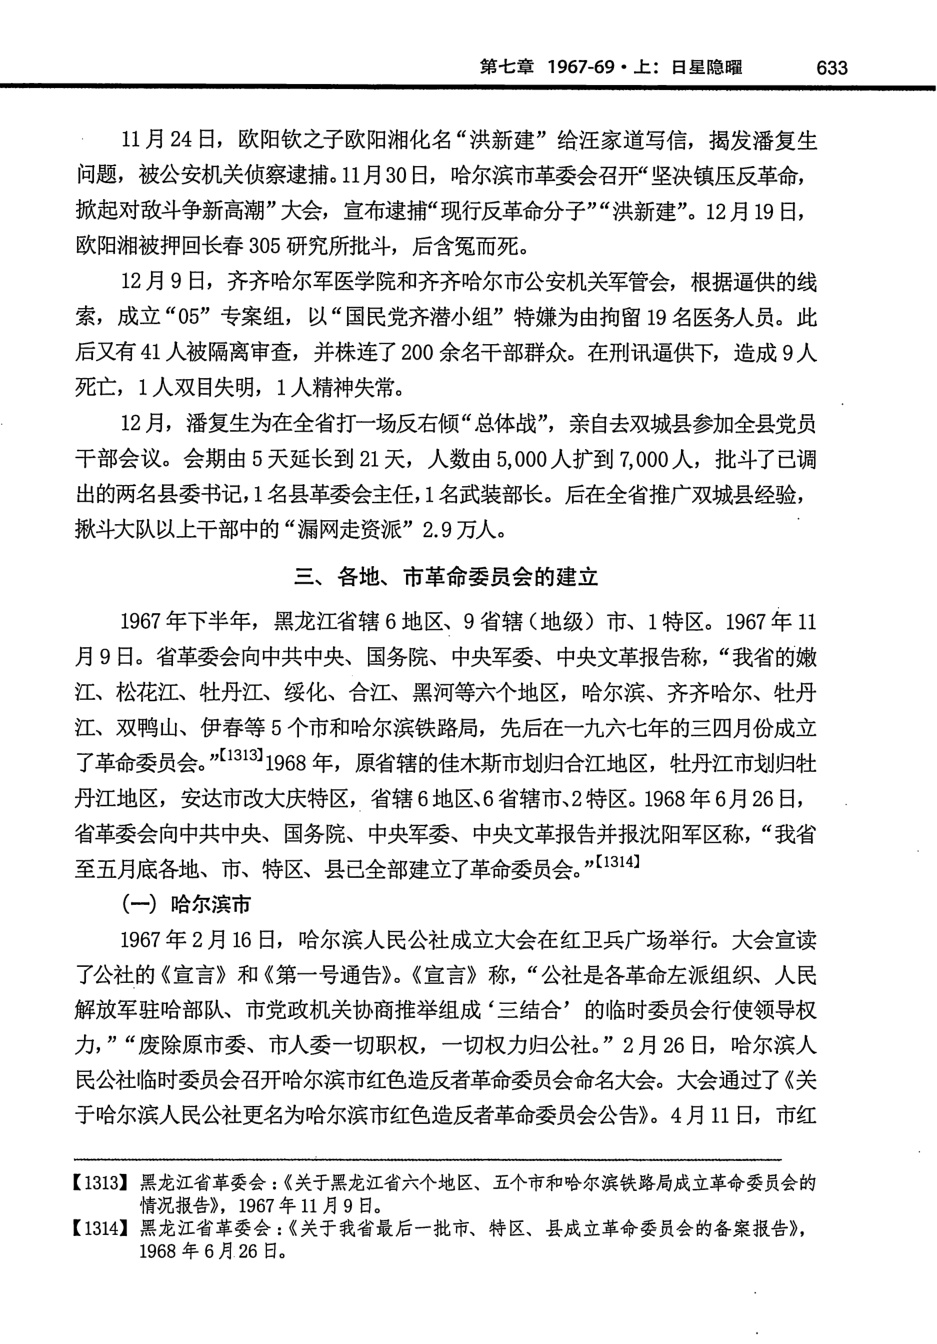 第七章 1967-69·上：日星隐曜 633
11月24日，欧阳钦之子欧阳湘化名“洪新建”给汪家道写信，揭发潘复生
问题，被公安机关侦察逮捕。11月30日，哈尔滨市革委会召开“坚决镇压反革命，
掀起对敌斗争新高潮”大会，宣布逮捕“现行反革命分子”“洪新建”。12月19日，
欧阳湘被押回长春305研究所批斗，后含冤而死。
12月9日，齐齐哈尔军医学院和齐齐哈尔市公安机关军管会，根据逼供的线
索，成立“05”专案组，以“国民党齐潜小组”特嫌为由拘留19名医务人员。此
后又有41人被隔离审查，并株连了200余名干部群众。在刑讯逼供下，造成9人
死亡，1人双目失明，1人精神失常。
12月，潘复生为在全省打一场反右倾“总体战”，亲自去双城县参加全县党员
干部会议。会期由5天延长到21天，人数由5,000人扩到7,000人，批斗了已调
出的两名县委书记，1名县革委会主任，1名武装部长。后在全省推广双城县经验，
揪斗大队以上干部中的“漏网走资派”2.9万人。
三、各地、市革命委员会的建立
1967年下半年，黑龙江省辖6地区、9省辖（地级）市、1特区。1967年11
月9日。省革委会向中共中央、国务院、中央军委、中央文革报告称，“我省的嫩
江、松花江、牡丹江、绥化、合江、黑河等六个地区，哈尔滨、齐齐哈尔、牡丹
江、双鸭山、伊春等5个市和哈尔滨铁路局，先后在一九六七年的三四月份成立
了革命委员会。”【1313】1968年，原省辖的佳木斯市划归合江地区，牡丹江市划归牡
丹江地区，安达市改大庆特区，省辖6地区、6省辖市、2特区。1968年6月26日，
省革委会向中共中央、国务院、中央军委、中央文革报告并报沈阳军区称，“我省
至五月底各地、市、特区、县已全部建立了革命委员会。”【1314】
（一）哈尔滨市
1967年2月16日，哈尔滨人民公社成立大会在红卫兵广场举行。大会宣读
了公社的《宣言》和《第一号通告》。《宣言》称，“公社是各革命左派组织、人民
解放军驻哈部队、市党政机关协商推举组成‘三结合’的临时委员会行使领导权
力，”“废除原市委、市人委一切职权，一切权力归公社。”2月26日，哈尔滨人
民公社临时委员会召开哈尔滨市红色造反者革命委员会命名大会。大会通过了《关
于哈尔滨人民公社更名为哈尔滨市红色造反者革命委员会公告》。4月11日，市红
【1313】黑龙江省革委会：《关于黑龙江省六个地区、五个市和哈尔滨铁路局成立革命委员会的
情况报告》，1967年11月9日。
【1314】黑龙江省革委会：《关于我省最后一批市、特区、县成立革命委员会的备案报告》，
1968年6月26日。